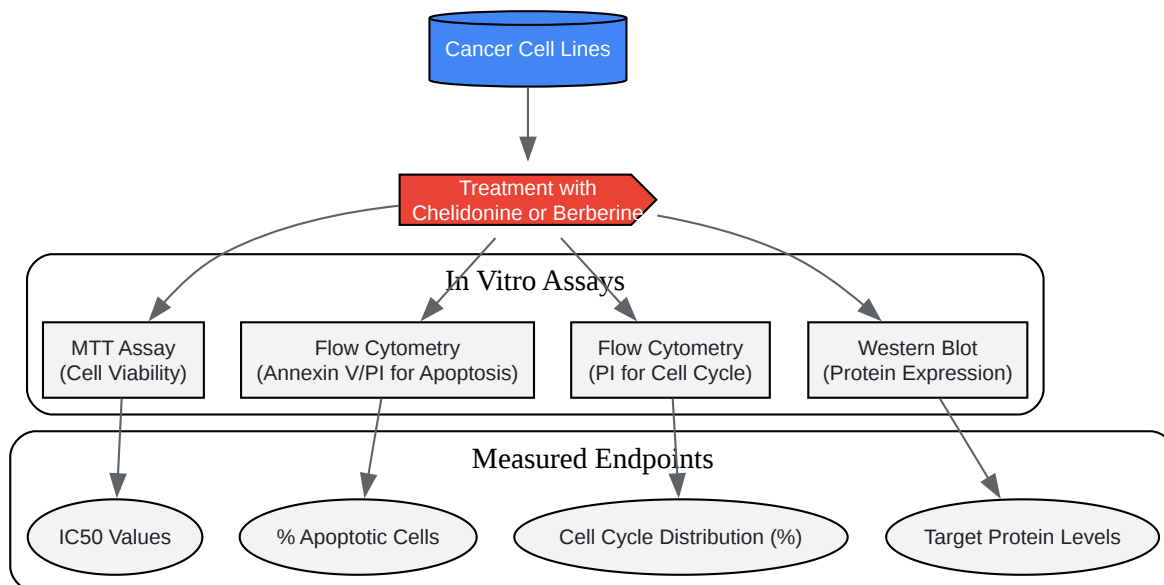 Cancer Cell Lines
Treatment with
Chelidonine or Berberine
In Vitro Assays
MTT Assay
(Cell Viability)
Flow Cytometry
(Annexin V/PI for Apoptosis)
Flow Cytometry
(PI for Cell Cycle)
Western Blot
(Protein Expression)
Measured Endpoints
IC50 Values
% Apoptotic Cells
Cell Cycle Distribution (%)
Target Protein Levels